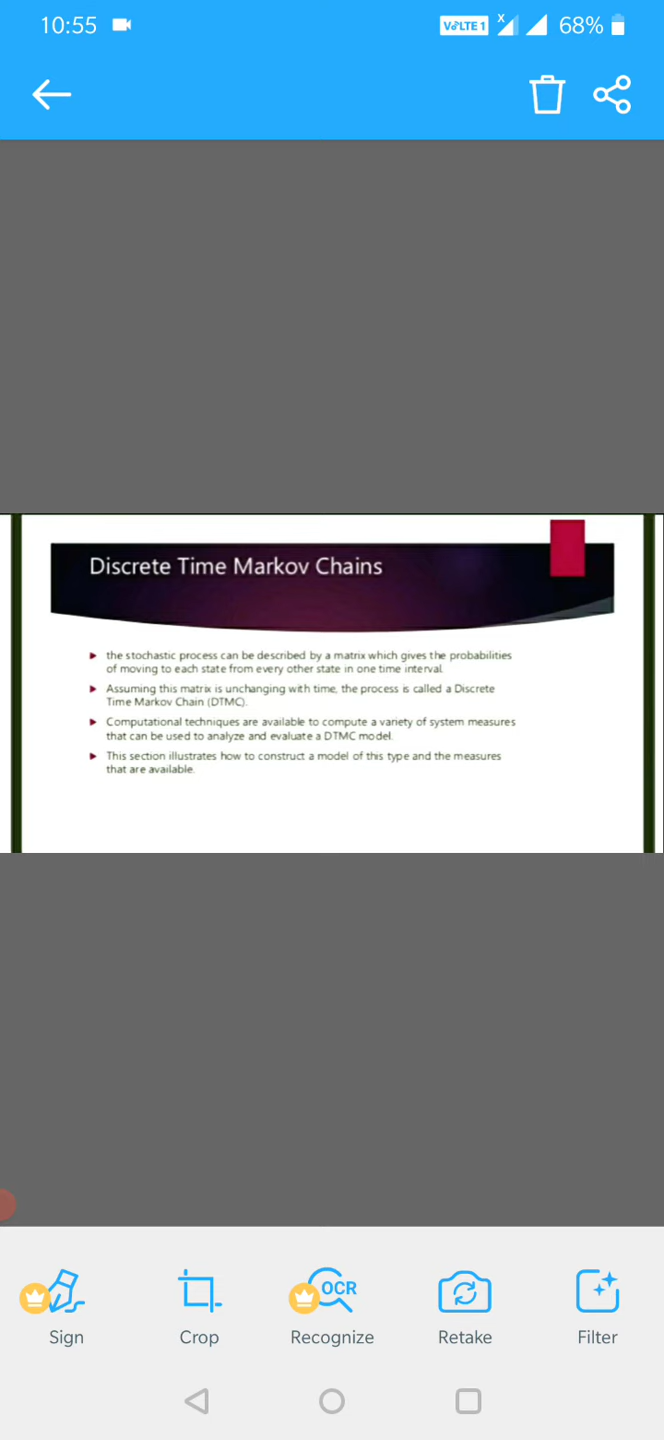 10:55 VoLTE 1 x 68%
Discrete Time Markov Chains
the stochastic process can be described by a matrix which gives the probabilities
of moving to each state from every other state in one time interval.
Assuming this matrix is unchanging with time, the process is called a Discrete
Time Markov Chain (DTMC).
Computational techniques are available to compute a variety of system measures
that can be used to analyze and evaluate a DTMC model.
This section illustrates how to construct a model of this type and the measures
that are available.
OCR
Sign Crop Recognize Retake Filter